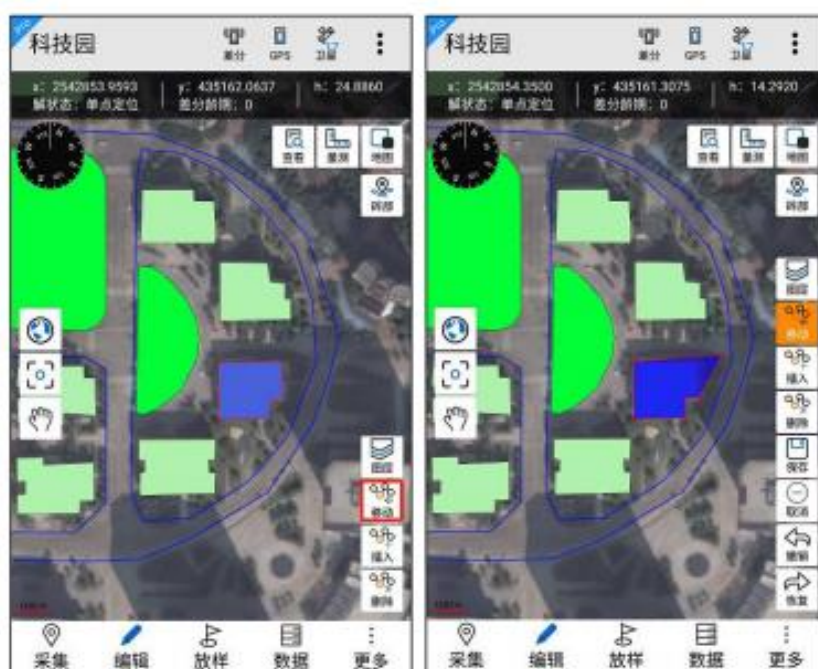 Pro
科技园
差分
GPS
卫星
x: 2542853.9593
y: 435162.0637
h: 24.8860
解状态: 单点定位
差分龄期: 0
查看
量测
地图
碎部
图层
移动
插入
删除
采集
编辑
放样
数据
更多
Pro
科技园
差分
GPS
卫星
x: 2542854.3500
y: 435161.3075
h: 14.2920
解状态: 单点定位
差分龄期: 0
查看
量测
地图
碎部
图层
移动
插入
删除
保存
取消
撤销
恢复
采集
编辑
放样
数据
更多